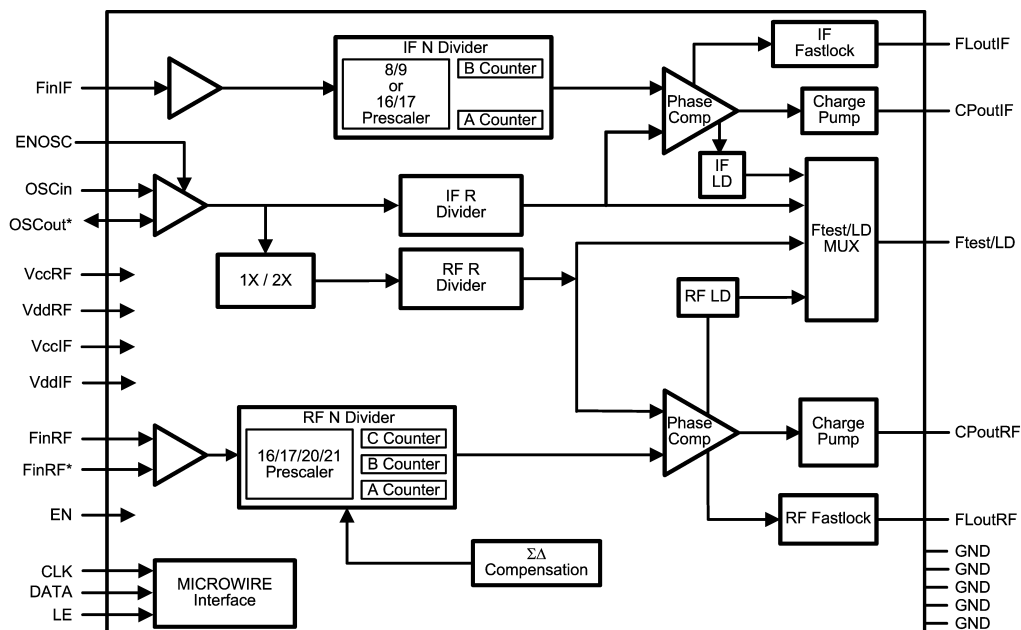 IF N Divider
8/9
or
16/17
Prescaler
B Counter
A Counter
IF
Fastlock
FLoutIF
FinIF
Phase
Comp
Charge
Pump
CPoutIF
ENOSC
IF
LD
OSCin
OSCout*
IF R
Divider
Ftest/LD
MUX
Ftest/LD
1X / 2X
RF R
Divider
RF LD
VccRF
VddRF
VccIF
VddIF
RF N Divider
16/17/20/21
Prescaler
C Counter
B Counter
A Counter
FinRF
FinRF*
Phase
Comp
Charge
Pump
CPoutRF
EN
RF Fastlock
FLoutRF
ΣΔ
Compensation
CLK
DATA
LE
MICROWIRE
Interface
GND
GND
GND
GND
GND